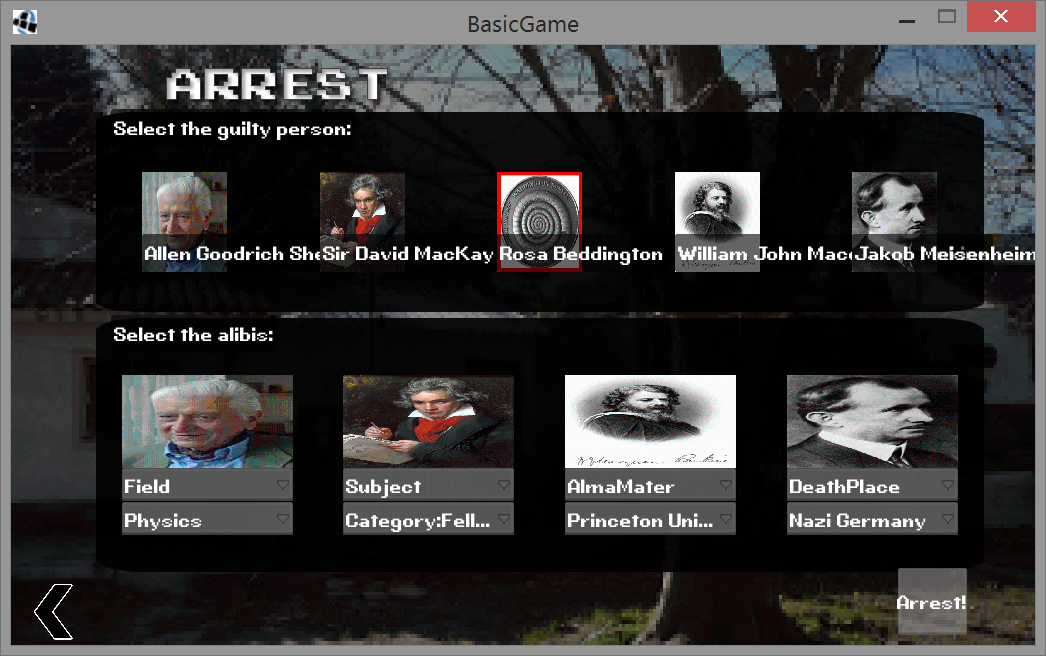 BasicGame
ARREST
Select the guilty person:
Allen Goodrich She
Sir David MacKay
Rosa Beddington
William John Macq
Jakob Meisenheim
Select the alibis:
Field
Physics
Subject
Category:Fell...
AlmaMater
Princeton Uni...
DeathPlace
Nazi Germany
Arrest!